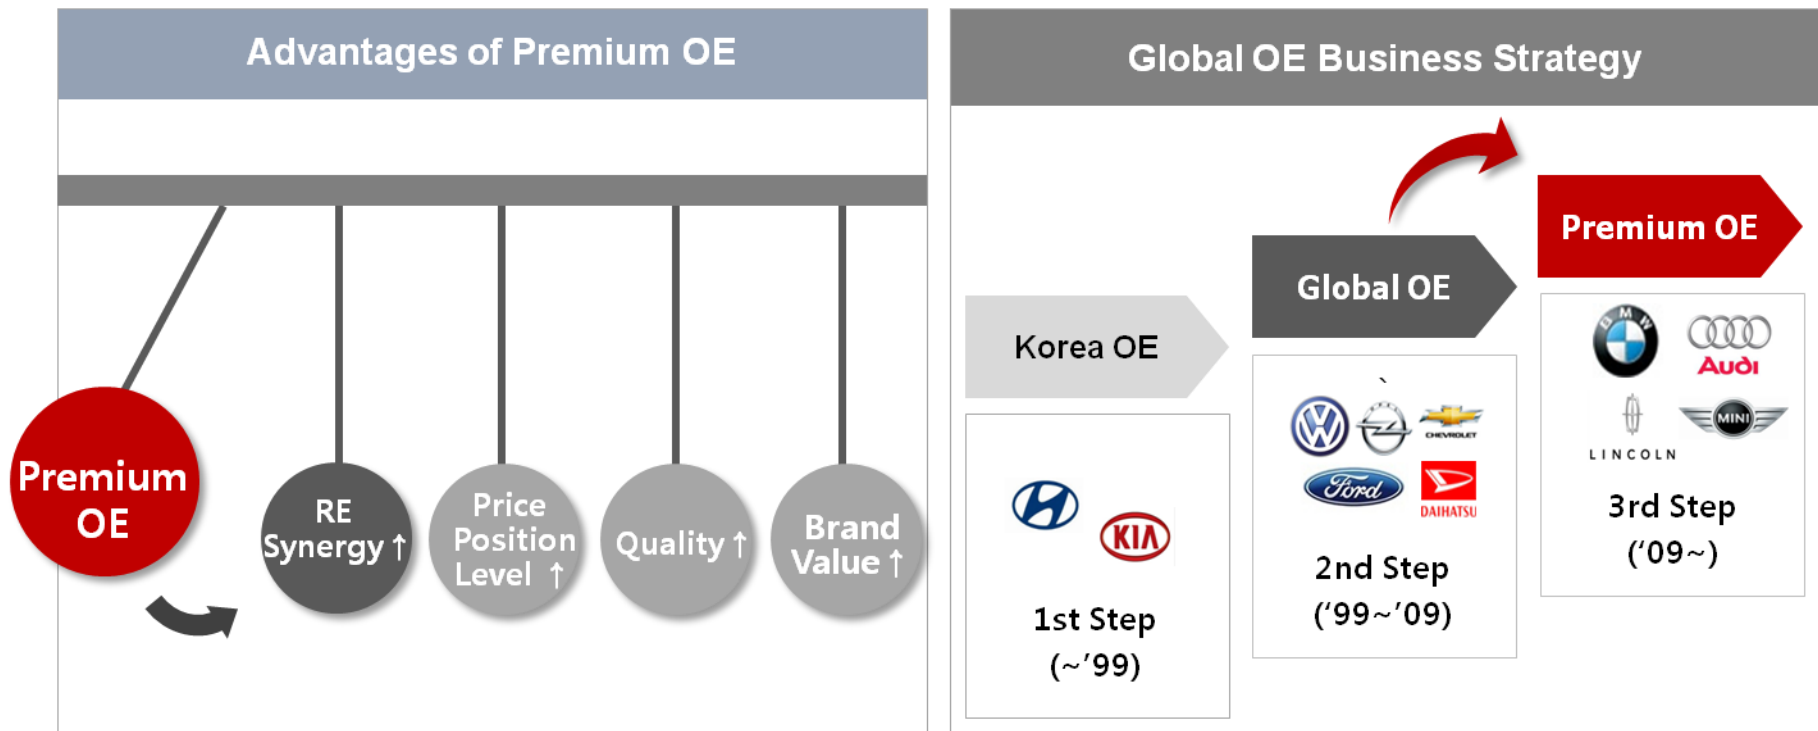 Advantages of Premium OE
Premium
OE
RE
Synergy ↑
Price
Position
Level ↑
Quality ↑
Brand
Value ↑
Global OE Business Strategy
Korea OE
KIA
1st Step
(~’99)
Global OE
`
CHEVROLET
Ford
DAIHATSU
2nd Step
(‘99~’09)
Premium OE
BMW
Audi
LINCOLN
MINI
3rd Step
(‘09~)